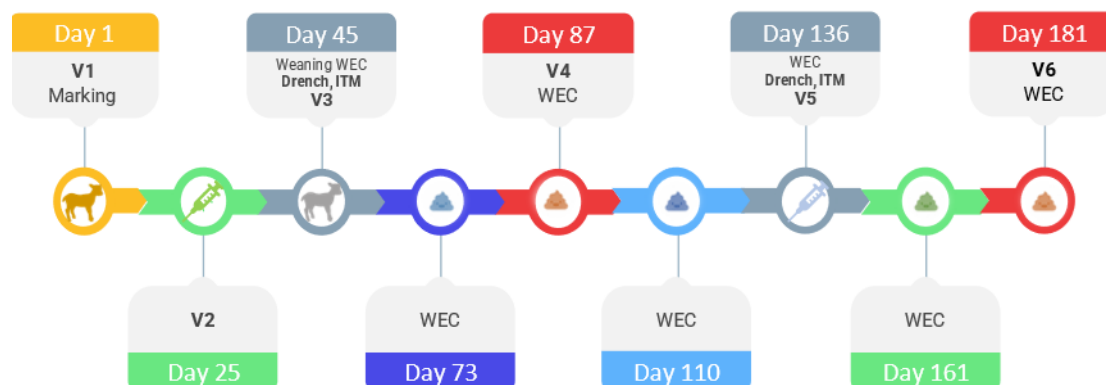 Day 1
V1
Marking
Day 45
Weaning WEC
Drench, ITM
V3
Day 87
V4
WEC
Day 136
WEC
Drench, ITM
V5
Day 181
V6
WEC
V2
Day 25
WEC
Day 73
WEC
Day 110
WEC
Day 161